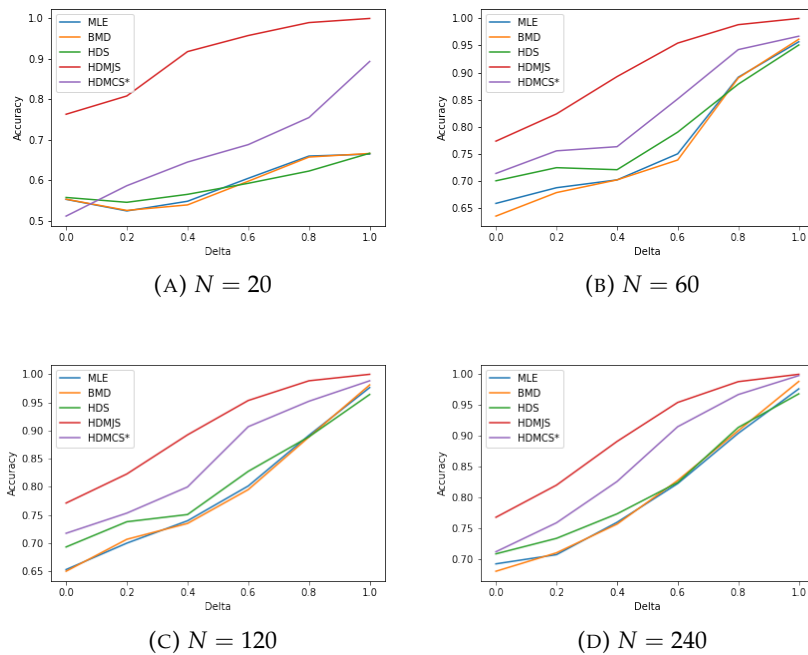 1.0
0.9
0.8
0.7
0.6
0.5
Accuracy
MLE
BMD
HDS
HDMJS
HDMCS*
0.0 0.2 0.4 0.6 0.8 1.0
Delta
(A) N = 20
1.00
0.95
0.90
0.85
0.80
0.75
0.70
0.65
Accuracy
MLE
BMD
HDS
HDMJS
HDMCS*
0.0 0.2 0.4 0.6 0.8 1.0
Delta
(B) N = 60
1.00
0.95
0.90
0.85
0.80
0.75
0.70
0.65
Accuracy
MLE
BMD
HDS
HDMJS
HDMCS*
0.0 0.2 0.4 0.6 0.8 1.0
Delta
(C) N = 120
1.00
0.95
0.90
0.85
0.80
0.75
0.70
Accuracy
MLE
BMD
HDS
HDMJS
HDMCS*
0.0 0.2 0.4 0.6 0.8 1.0
Delta
(D) N = 240